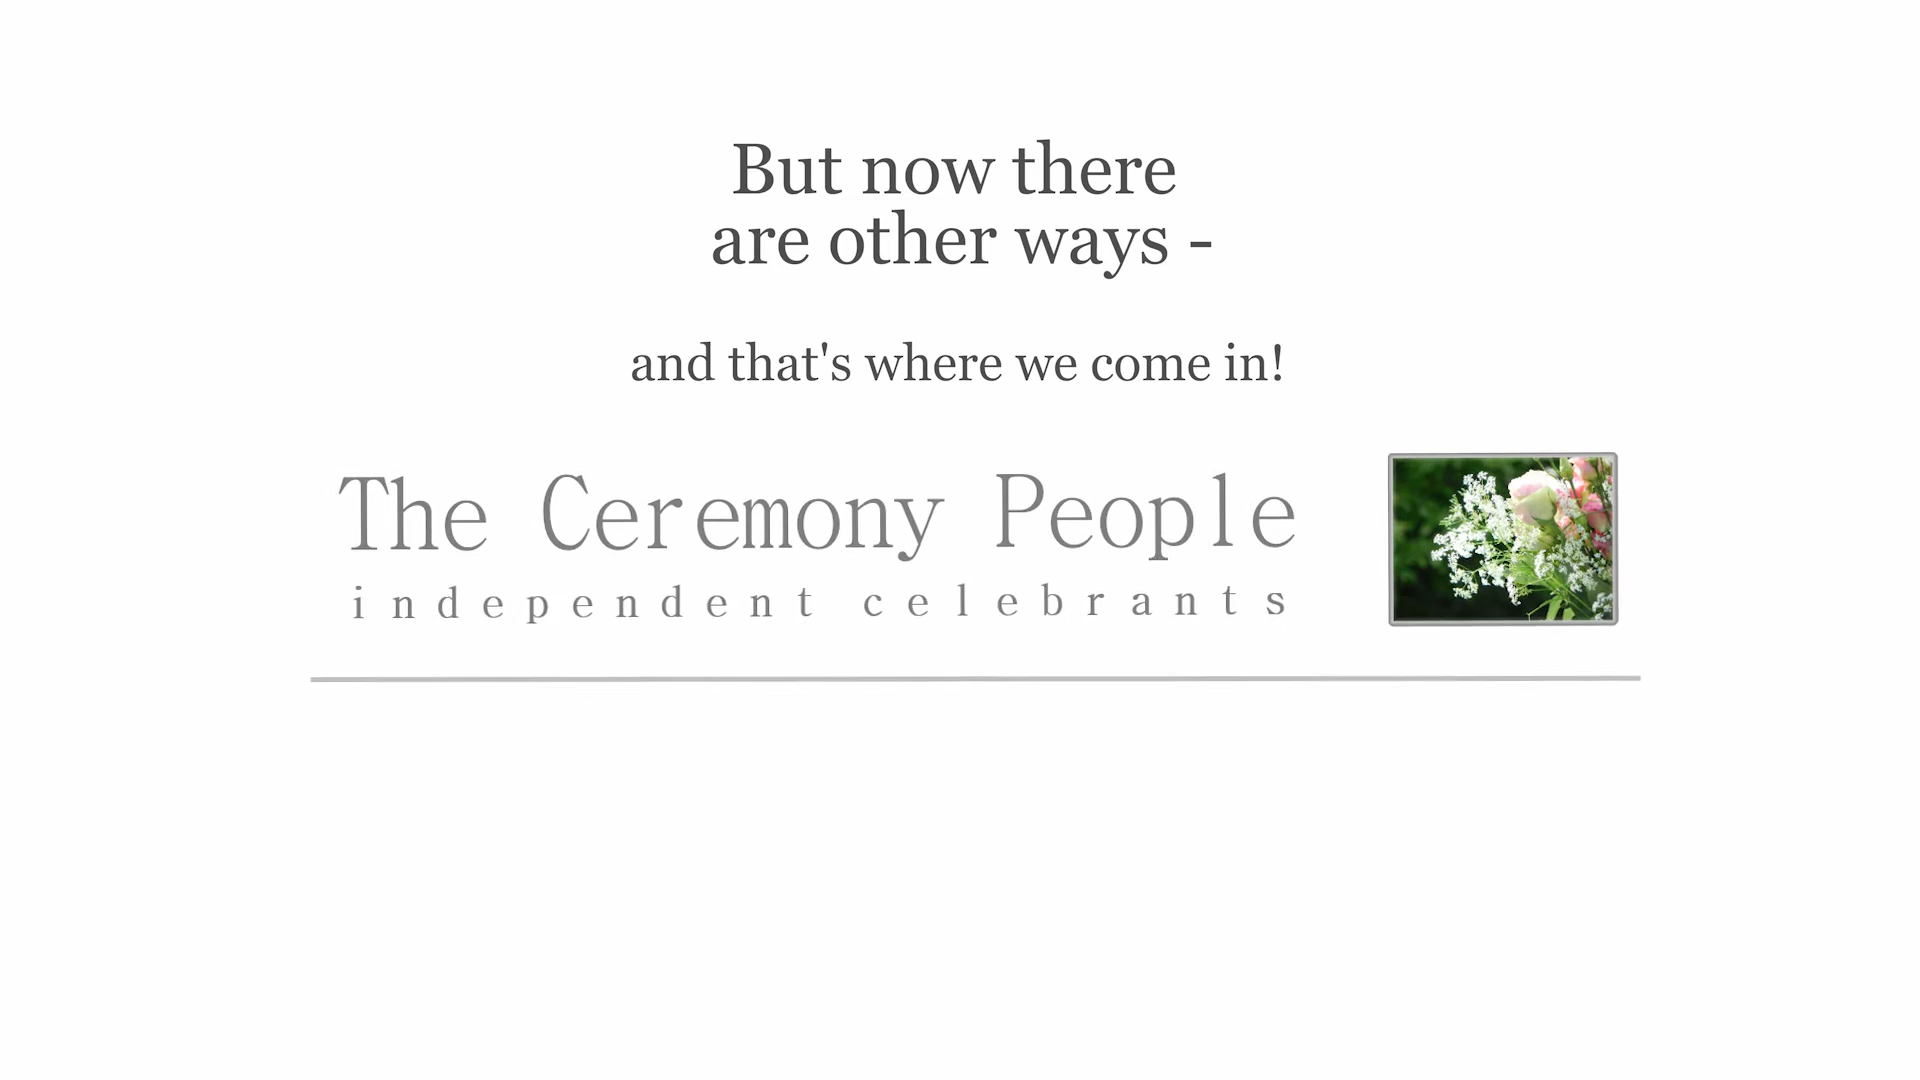 But now there
are other ways -
and that's where we come in!
The Ceremony People
independent celebrants